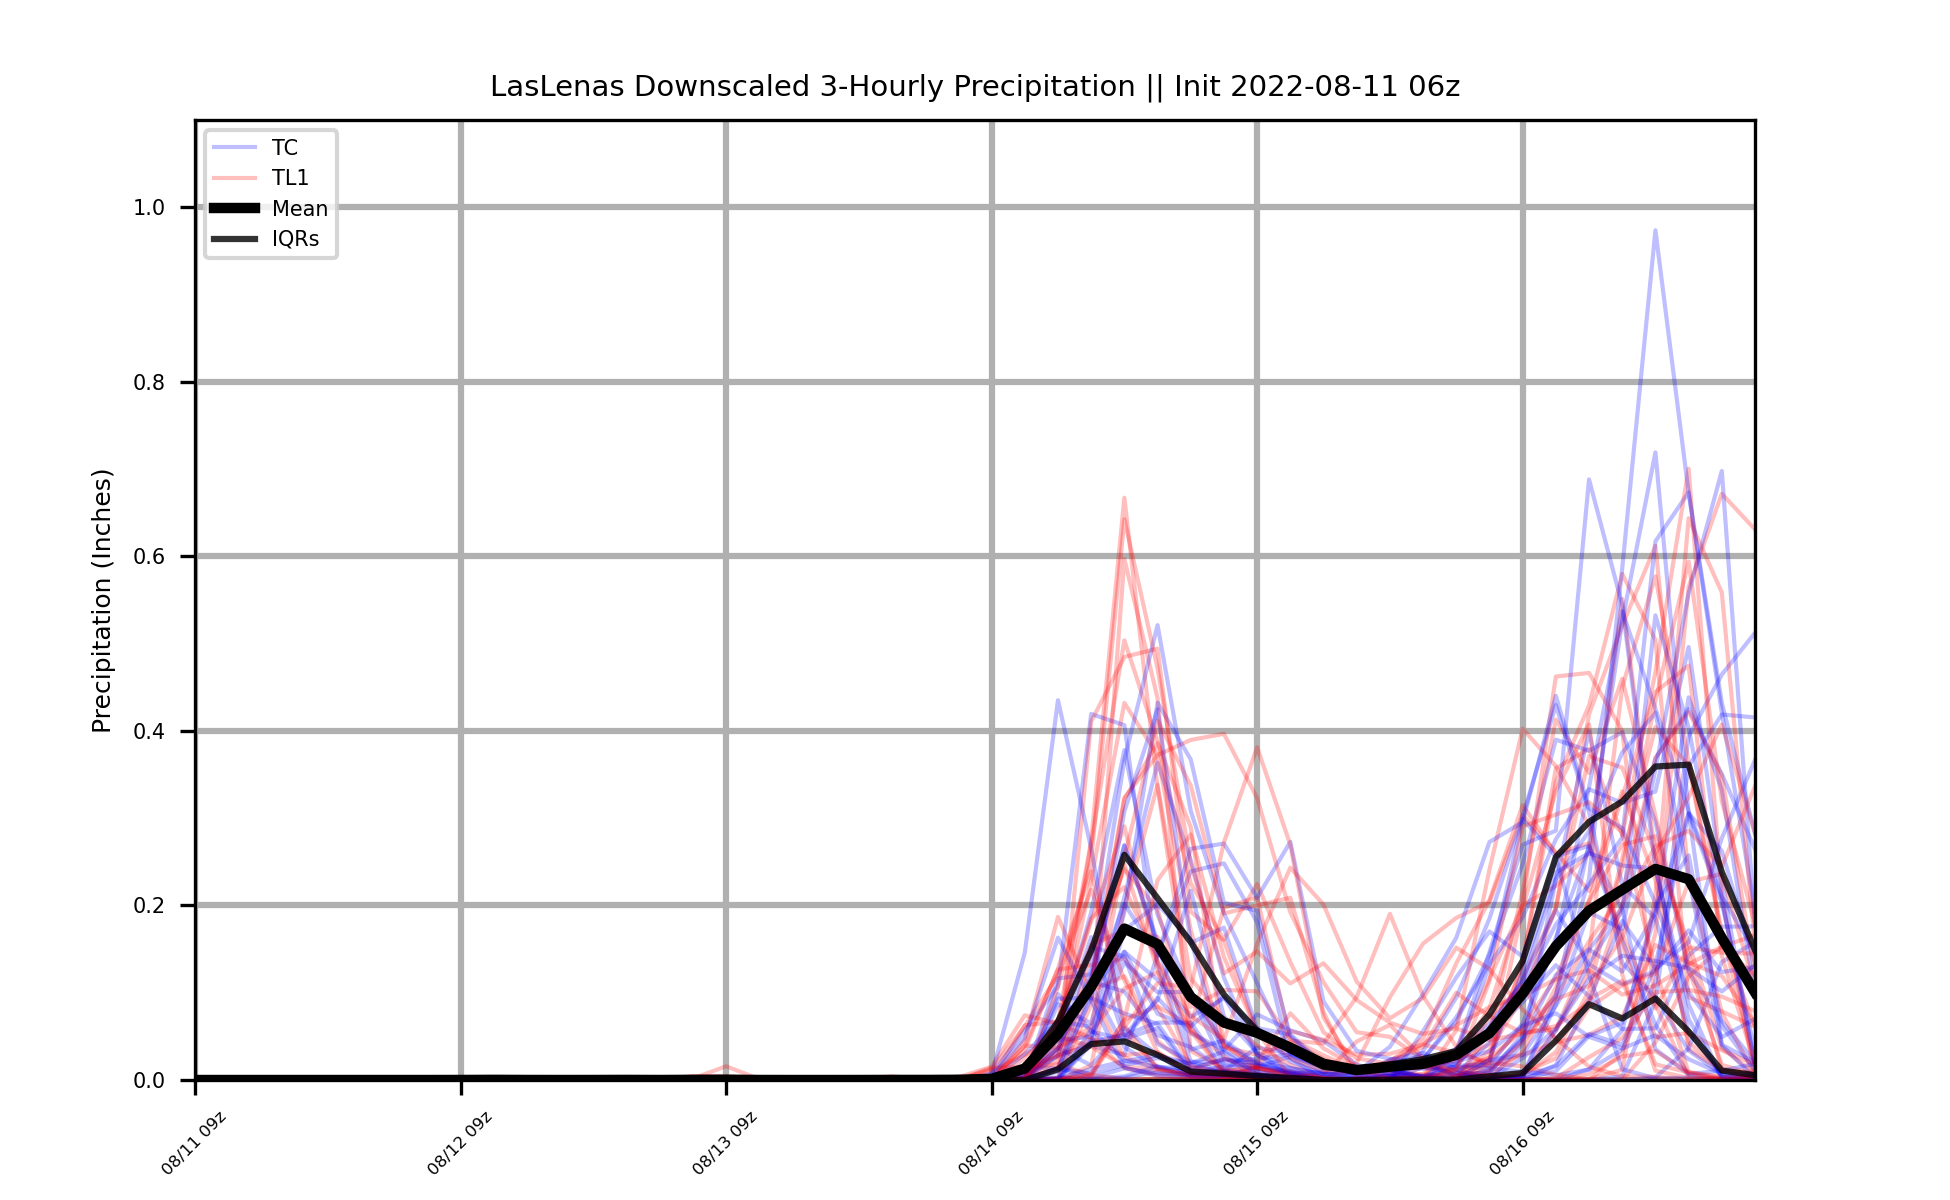 LasLenas Downscaled 3-Hourly Precipitation || Init 2022-08-11 06z
TC
TL1
Mean
IQRs
Precipitation (Inches)
1.0
0.8
0.6
0.4
0.2
0.0
08/11 09z
08/12 09z
08/13 09z
08/14 09z
08/15 09z
08/16 09z